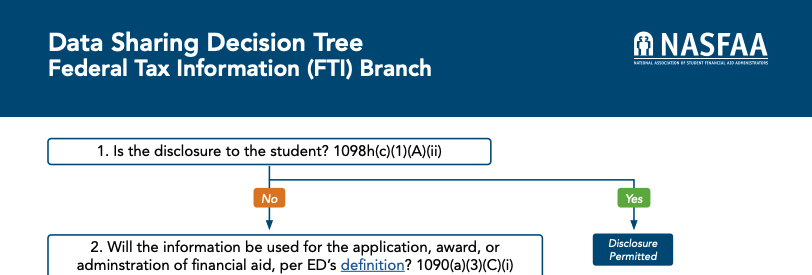 Data Sharing Decision Tree
Federal Tax Information (FTI) Branch
NASFAA
NATIONAL ASSOCIATION OF STUDENT FINANCIAL AID ADMINISTRATORS
1. Is the disclosure to the student? 1098h(c)(1)(A)(ii)
No
Yes
Disclosure
Permitted
2. Will the information be used for the application, award, or
adminstration of financial aid, per ED’s definition? 1090(a)(3)(C)(i)